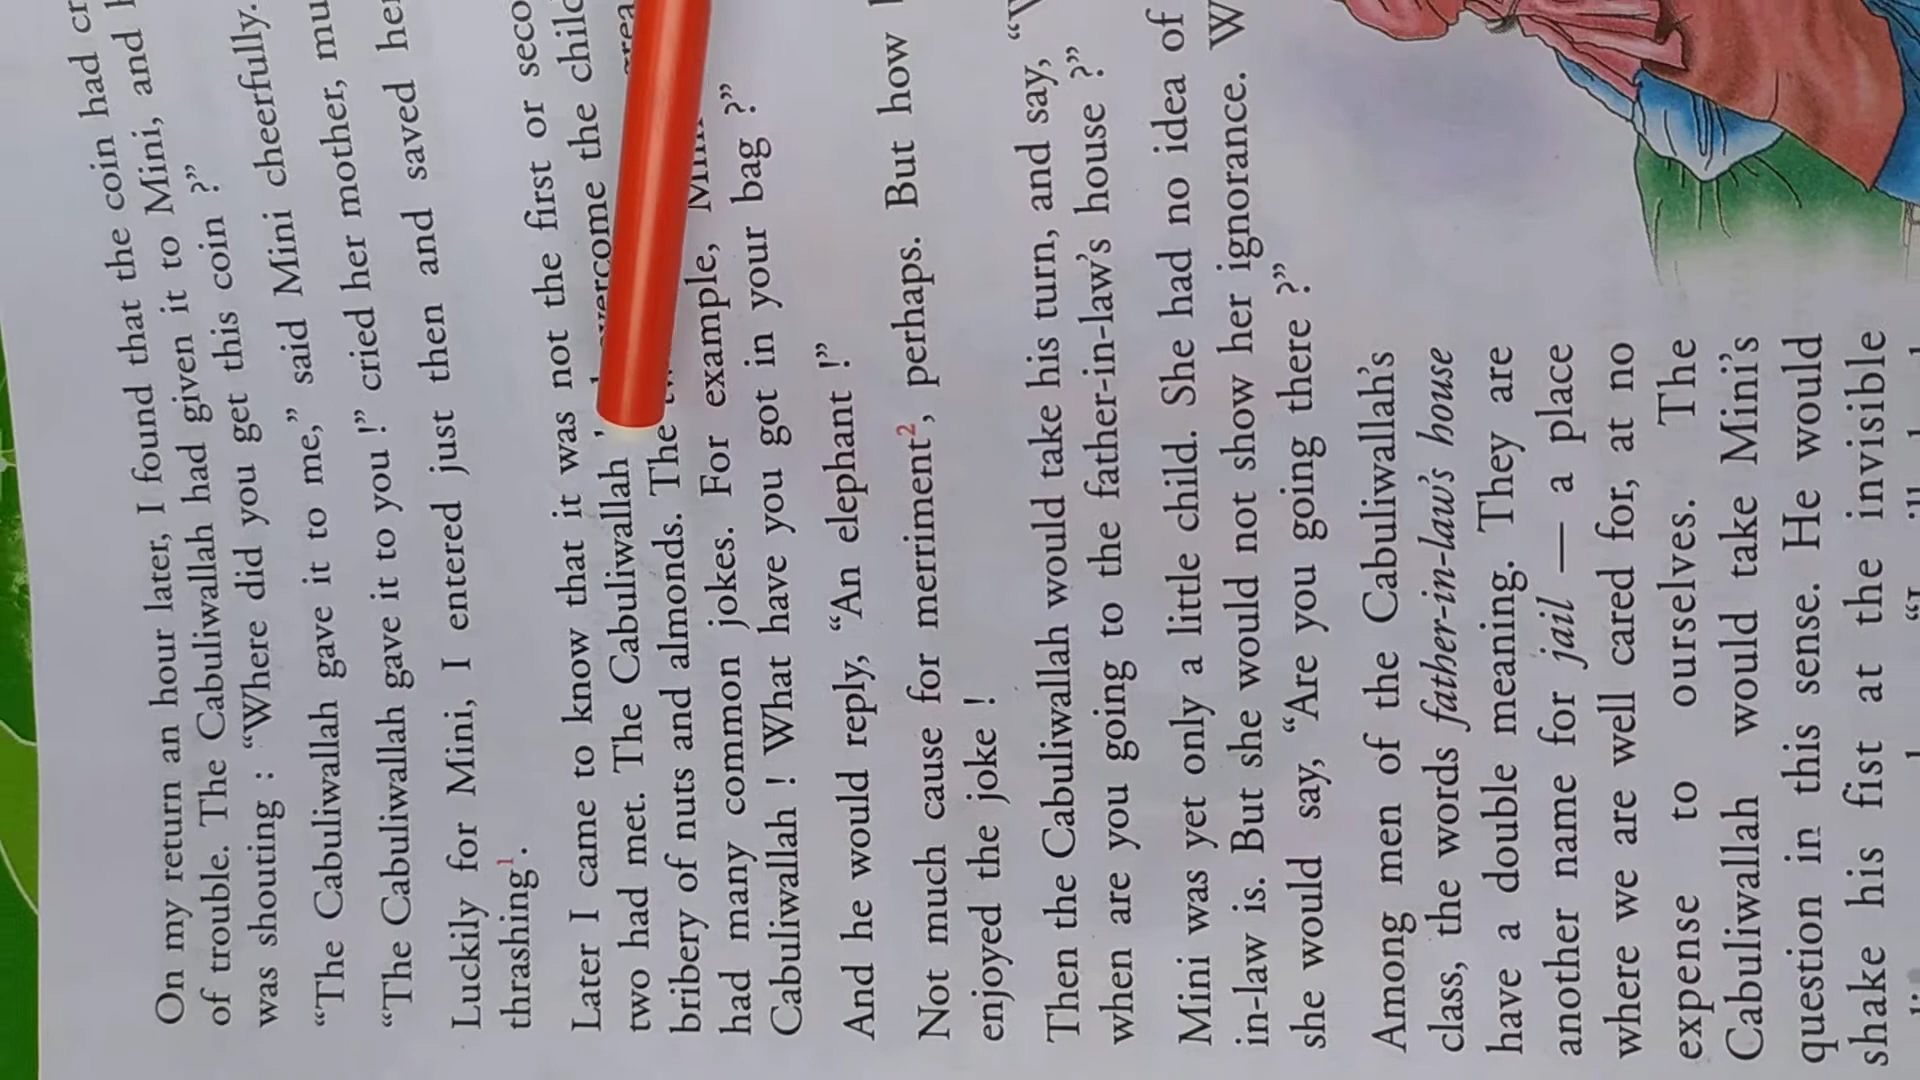 On my return an hour later, I found that the coin had
of trouble. The Cabuliwallah had given it to Mini, and
was shouting : “Where did you get this coin ?”
“The Cabuliwallah gave it to me,” said Mini cheerfully.
“The Cabuliwallah gave it to you !” cried her mother,
Luckily for Mini, I entered just then and saved her
thrashing¹.
Later I came to know that it was not the first or
two had met. The Cabuliwallah overcome the
bribery of nuts and almonds. The
had many common jokes. For example,
Cabuliwallah ! What have you got in your bag ?”
And he would reply, “An elephant !”
Not much cause for merriment², perhaps. But how
enjoyed the joke !
Then the Cabuliwallah would take his turn, and say,
when are you going to the father-in-law's house ?”
Mini was yet only a little child. She had no idea of
in-law is. But she would not show her ignorance.
she would say, “Are you going there ?”
Among men of the Cabuliwallah's
class, the words father-in-law's house
have a double meaning. They are
another name for jail — a place
where we are well cared for, at no
expense to ourselves. The
Cabuliwallah would take Mini's
question in this sense. He would
shake his fist at the invisible